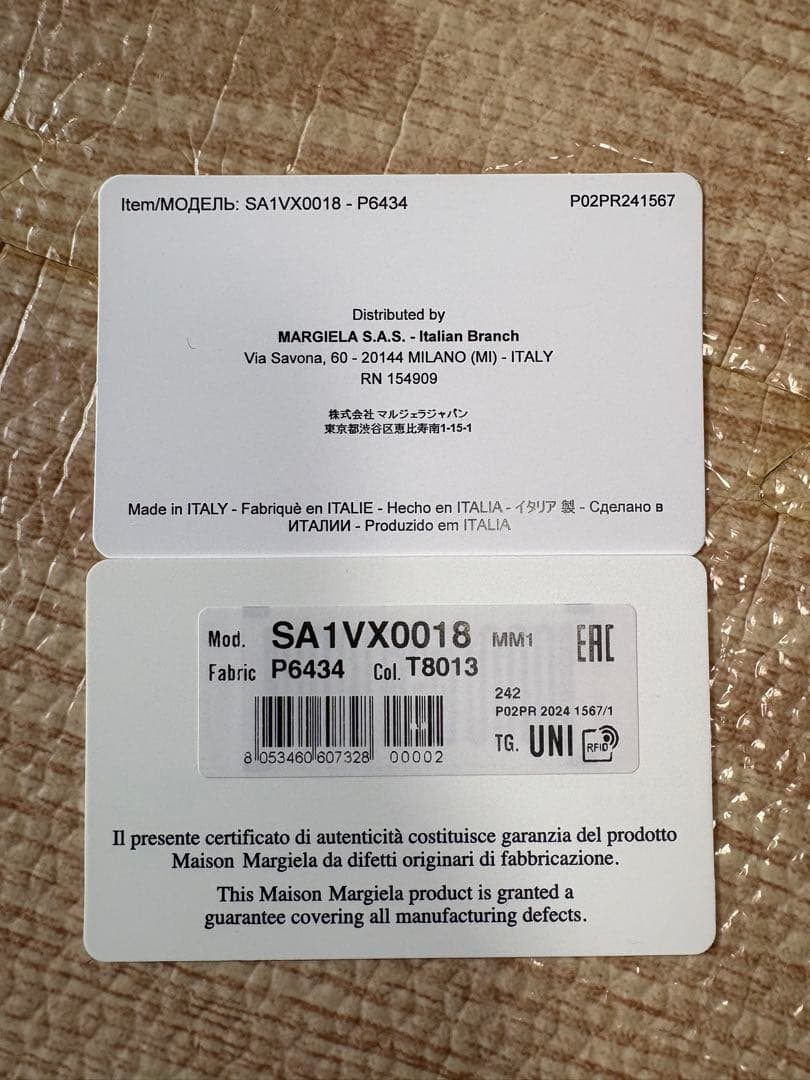 Item/МОДЕЛЬ: SA1VX0018 - P6434 P02PR241567
Distributed by
MARGIELA S.A.S. - Italian Branch
Via Savona, 60 - 20144 MILANO (MI) - ITALY
RN 154909
株式会社 マルジェラジャパン
東京都渋谷区恵比寿南1-15-1
Made in ITALY - Fabriquè en ITALIE - Hecho en ITALIA - イタリア 製 - Сделано в
ИТАЛИИ - Produzido em ITALIA
Mod. SA1VX0018 MM1 EAC
Fabric P6434 Col. T8013
242
P02PR 2024 1567/1
TG. UNI RFID
8 053460 607328 00002
Il presente certificato di autenticità costituisce garanzia del prodotto
Maison Margiela da difetti originari di fabbricazione.
This Maison Margiela product is granted a
guarantee covering all manufacturing defects.